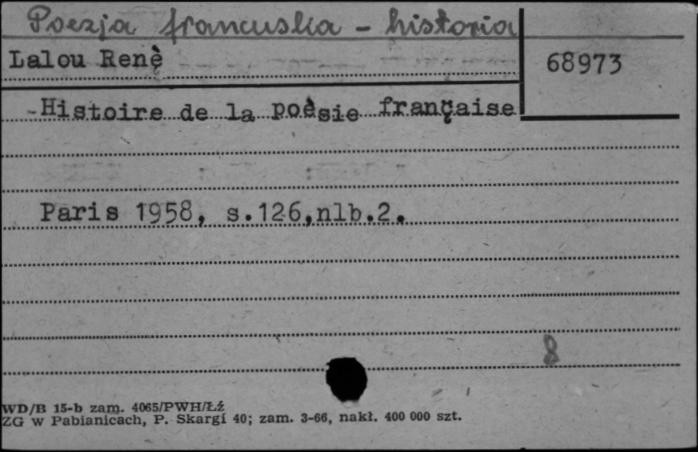 Poezja francuska - historia
Lalou Renè
68973
-Histoire de la poèsie française
Paris 1958, s.126,nlb.2.
8
WD/B 15-b zam. 4065/PWH/Łź
ZG w Pabianicach, P. Skargi 40; zam. 3-66, nakł. 400 000 szt.